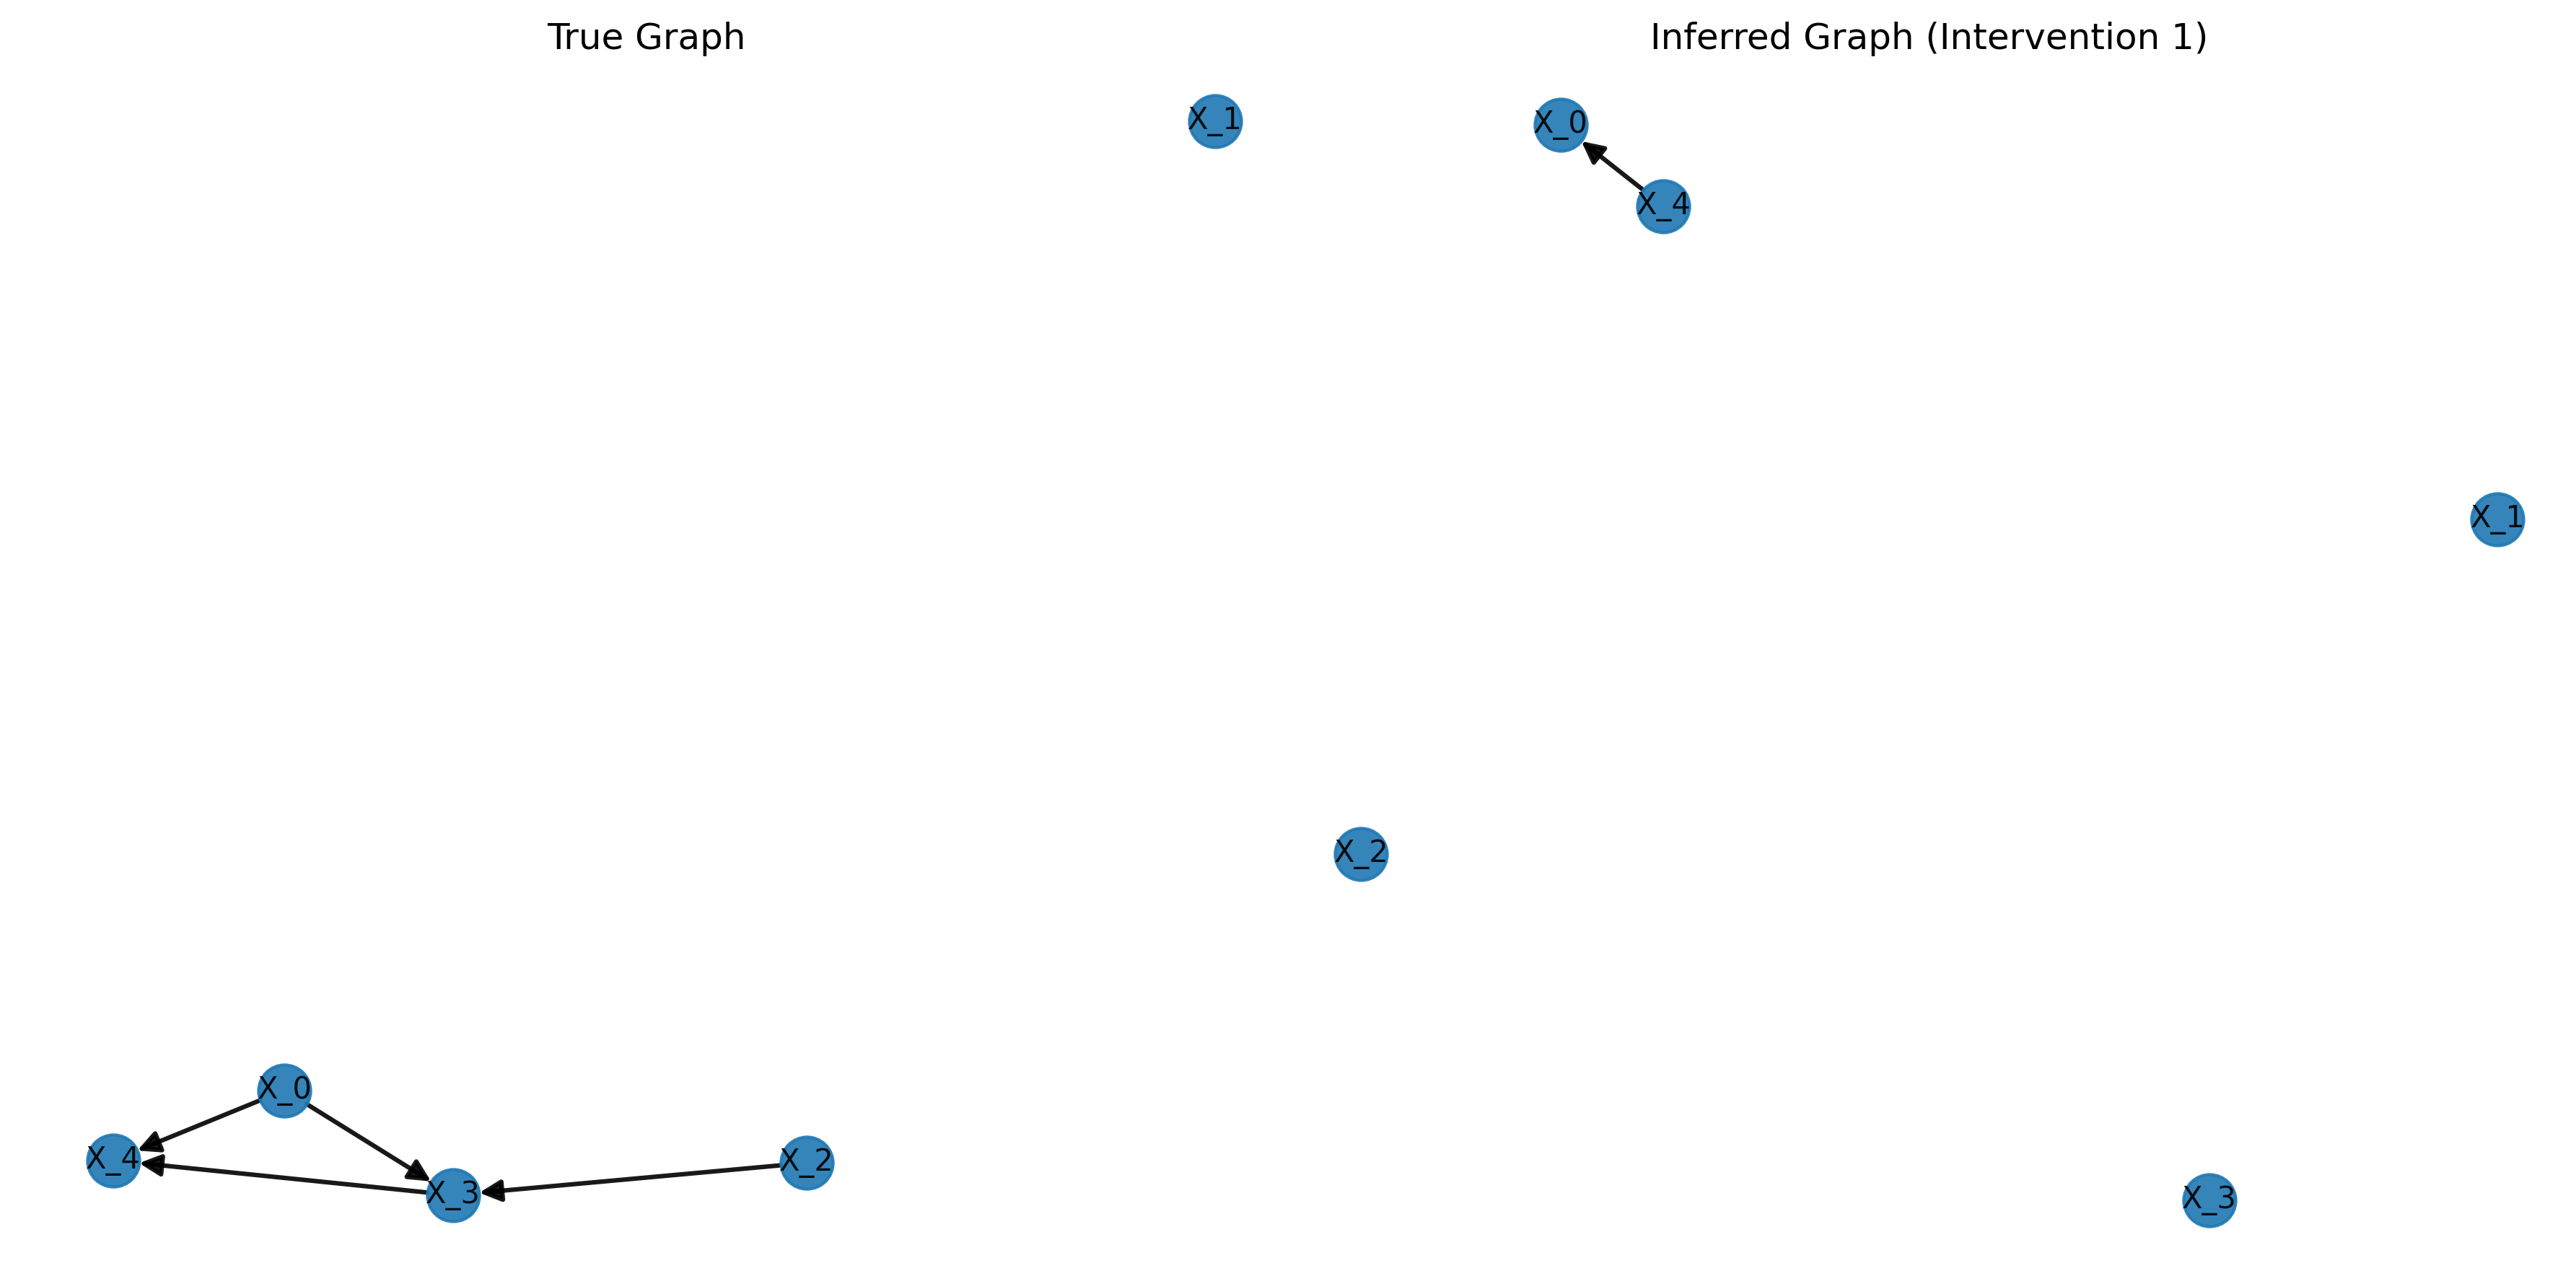 True Graph
X_1
X_0
X_4
X_3
X_2
Inferred Graph (Intervention 1)
X_0
X_4
X_1
X_2
X_3